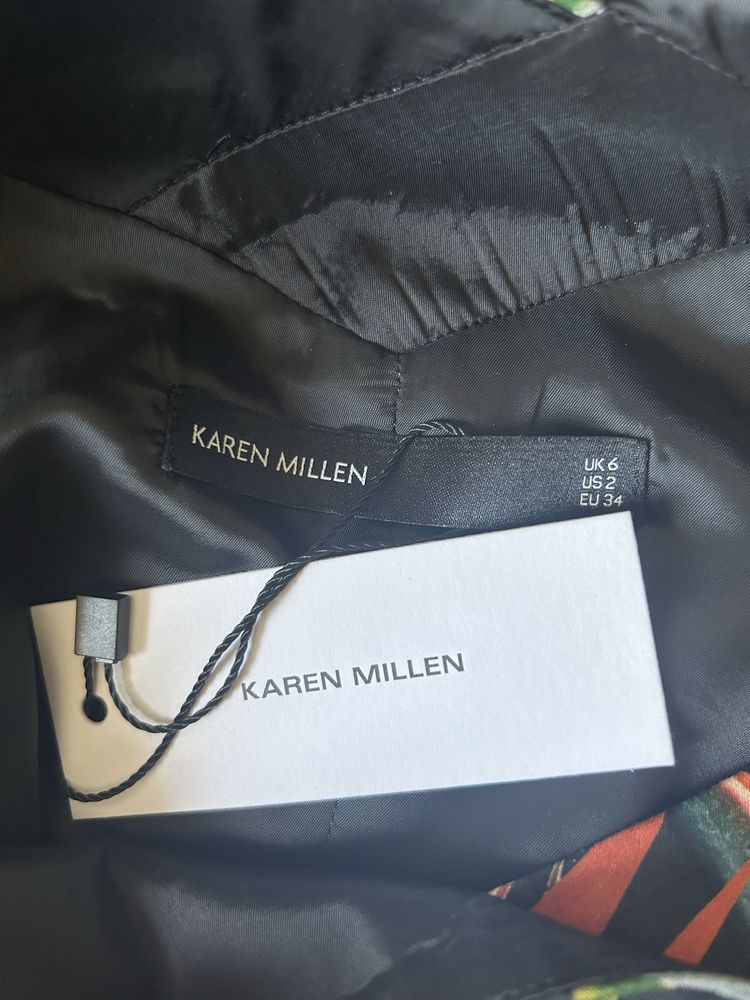 KAREN MILLEN
UK 6
US 2
EU 34
KAREN MILLEN